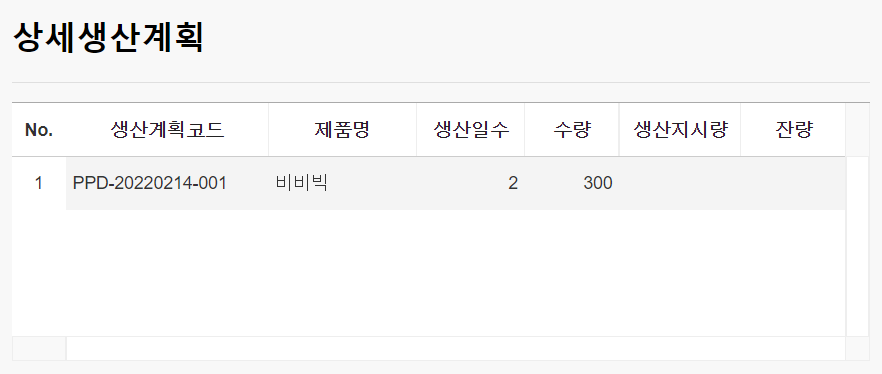 상세생산계획
No. 생산계획코드 제품명 생산일수 수량 생산지시량 잔량
1 PPD-20220214-001 비비빅 2 300